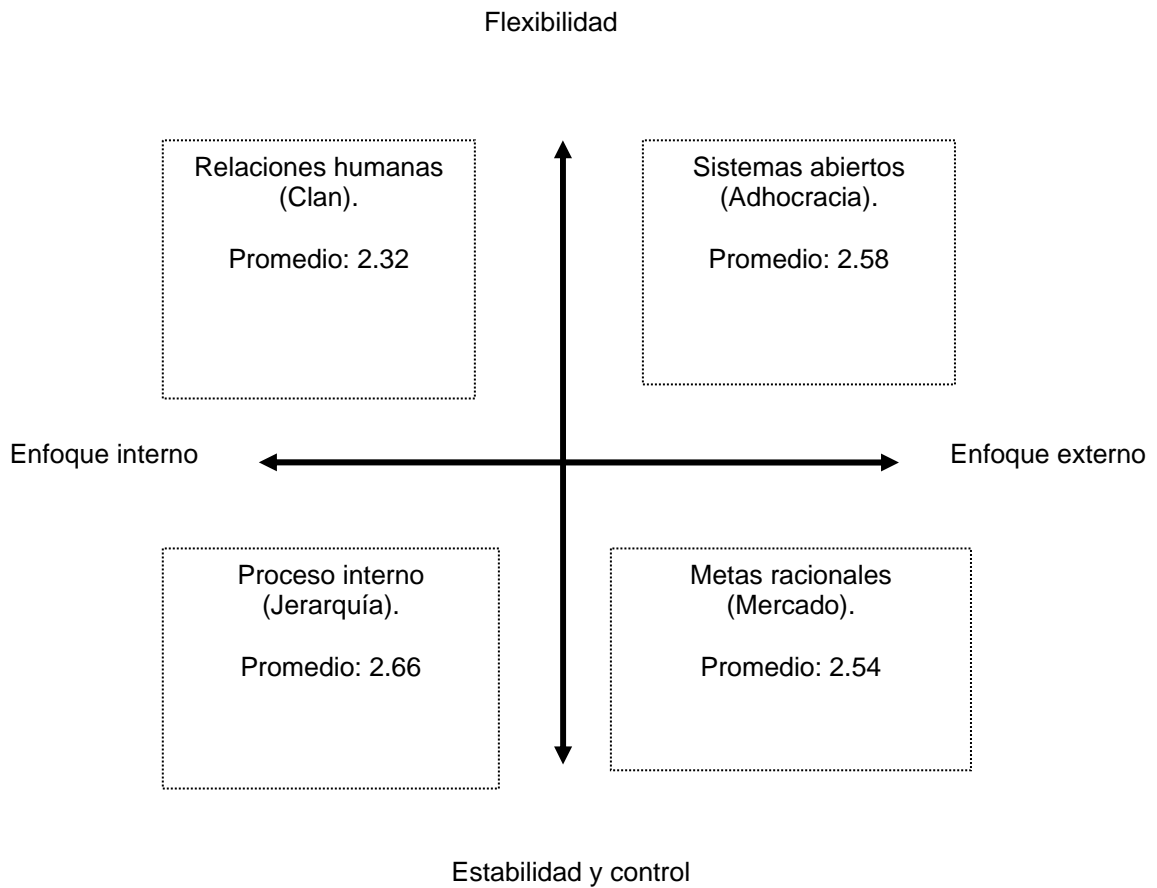 Flexibilidad
Relaciones humanas
(Clan).
Promedio: 2.32
Sistemas abiertos
(Adhocracia).
Promedio: 2.58
Enfoque interno
Enfoque externo
Proceso interno
(Jerarquía).
Promedio: 2.66
Metas racionales
(Mercado).
Promedio: 2.54
Estabilidad y control